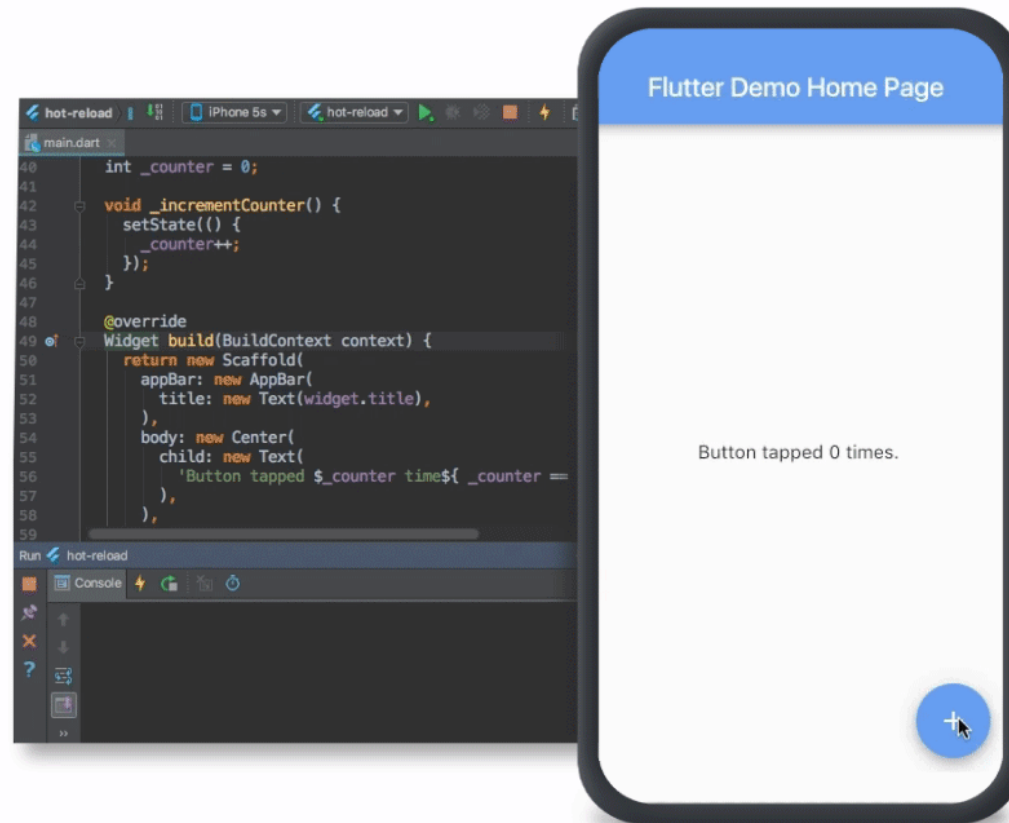 hot-reload
iPhone 5s
hot-reload
main.dart
40 int _counter = 0;
41
42 void _incrementCounter() {
43 setState(() {
44 _counter++;
45 });
46 }
47
48 @override
49 Widget build(BuildContext context) {
50 return new Scaffold(
51 appBar: new AppBar(
52 title: new Text(widget.title),
53 ),
54 body: new Center(
55 child: new Text(
56 'Button tapped $_counter time${ _counter ==
57 ),
58 ),
59
Run hot-reload
Console
Flutter Demo Home Page
Button tapped 0 times.